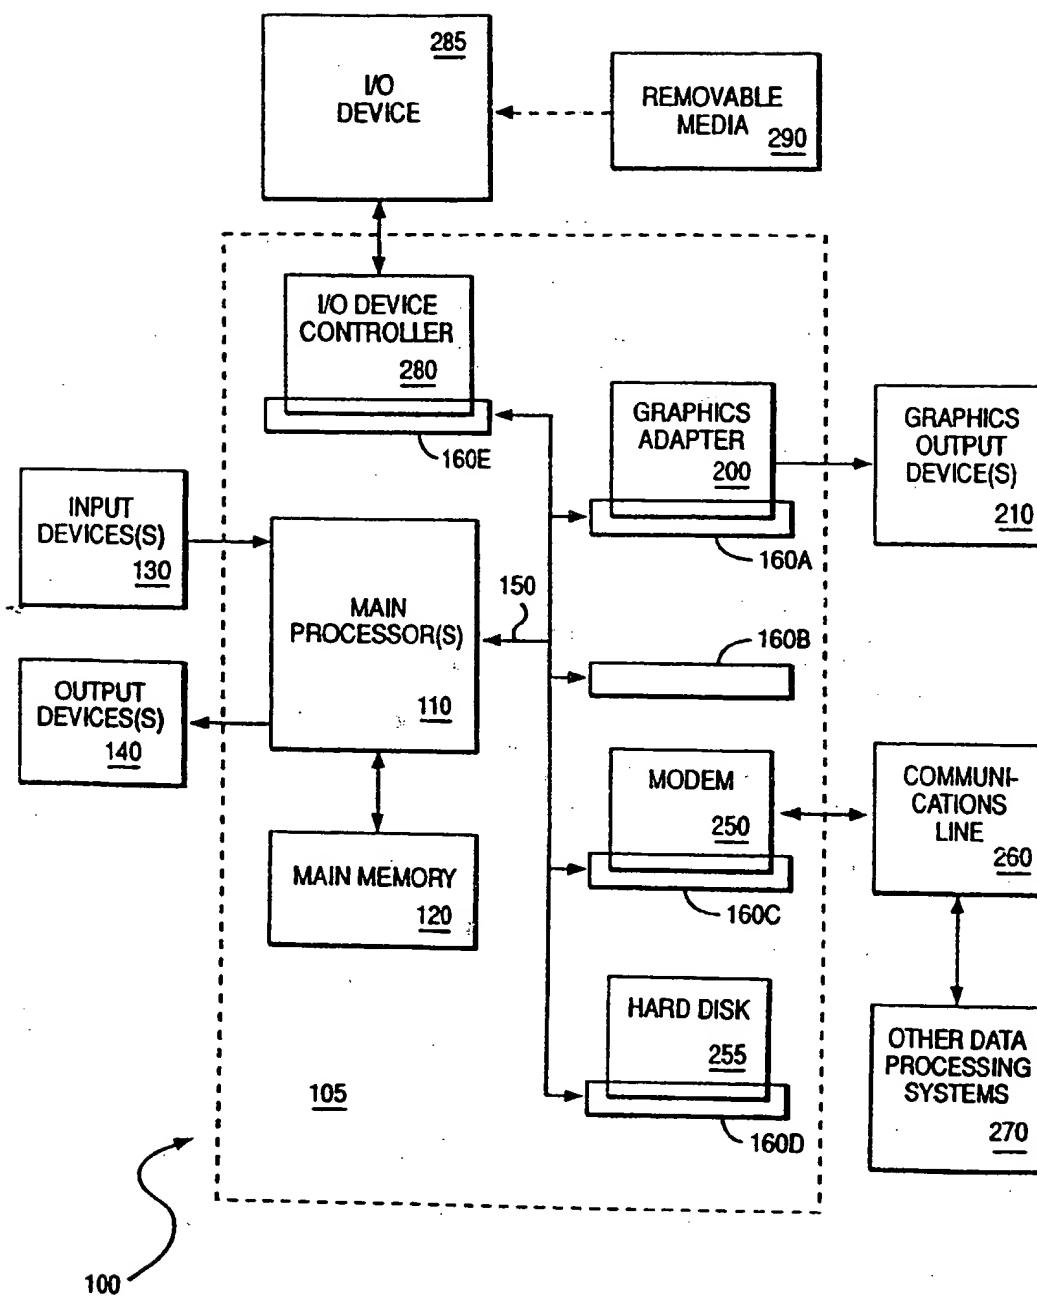 285
I/O
DEVICE
REMOVABLE
MEDIA
290
I/O DEVICE
CONTROLLER
280
160E
GRAPHICS
ADAPTER
200
160A
GRAPHICS
OUTPUT
DEVICE(S)
210
INPUT
DEVICES(S)
130
MAIN
PROCESSOR(S)
110
150
160B
OUTPUT
DEVICES(S)
140
MODEM
250
160C
COMMUNI-
CATIONS
LINE
260
MAIN MEMORY
120
HARD DISK
255
160D
OTHER DATA
PROCESSING
SYSTEMS
270
105
100